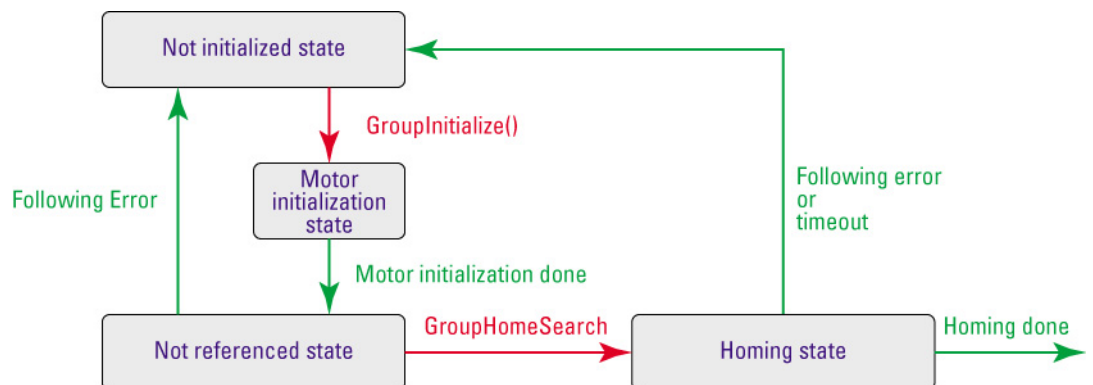 Not initialized state
GroupInitialize()
Motor
initialization
state
Following Error
Following error
or
timeout
Motor initialization done
GroupHomeSearch
Homing done
Not referenced state
Homing state